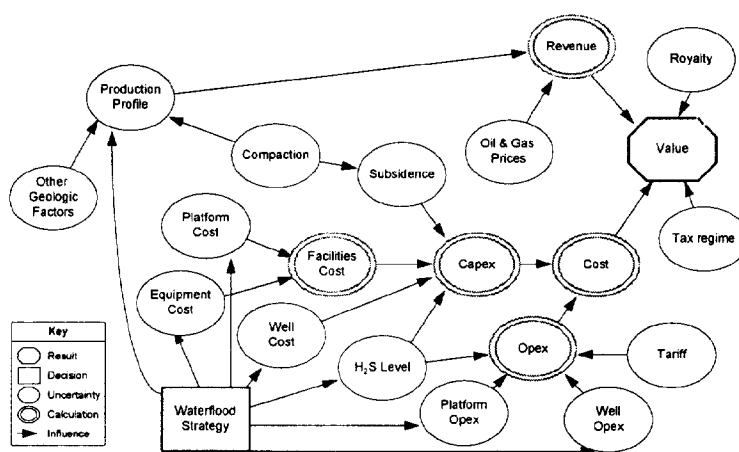 Revenue
Royalty
Production
Profile
Value
Oil & Gas
Prices
Compaction
Subsidence
Other
Geologic
Factors
Platform
Cost
Tax regime
Facilities
Cost
Capex
Cost
Equipment
Cost
Well
Cost
Key
Result
Decision
Uncertainty
Calculation
Influence
H₂S Level
Opex
Tariff
Waterflood
Strategy
Platform
Opex
Well
Opex